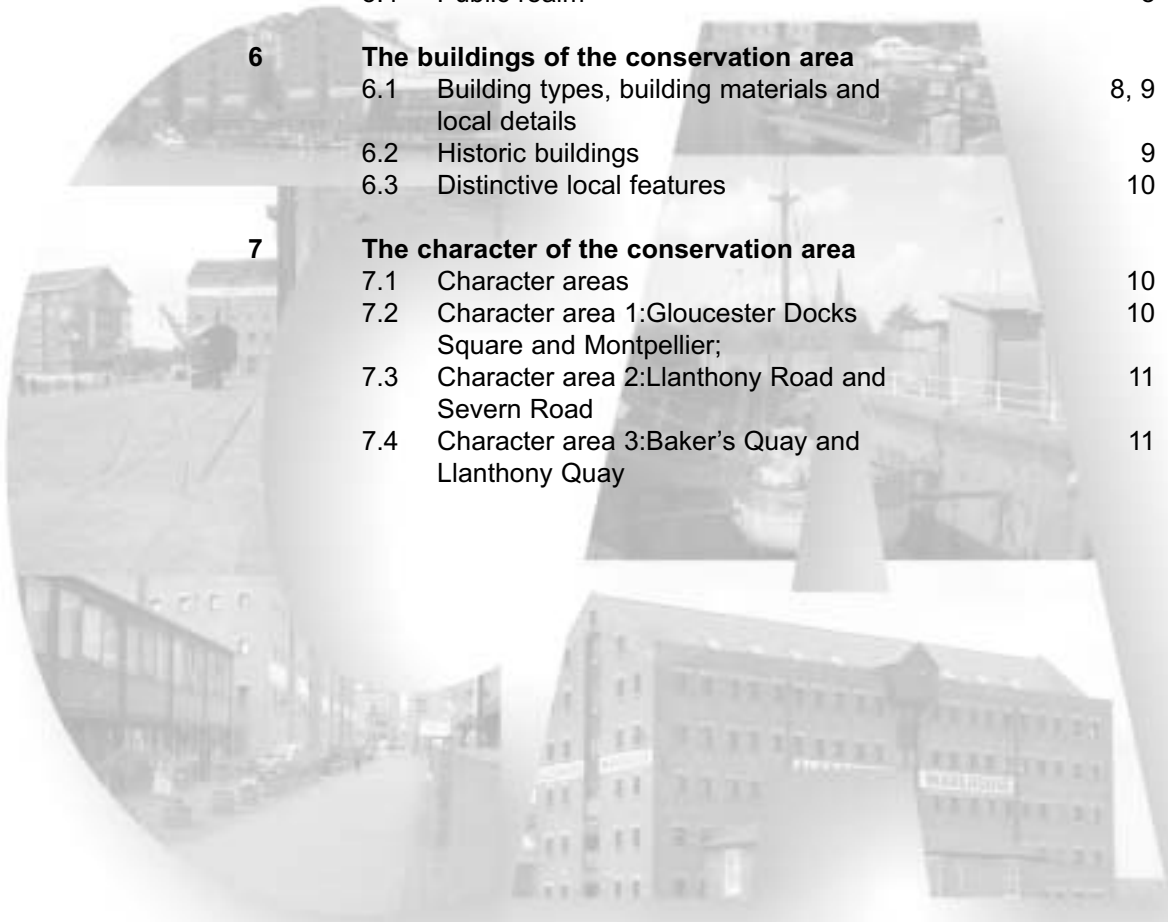 6 The buildings of the conservation area
6.1 Building types, building materials and 8, 9
local details
6.2 Historic buildings 9
6.3 Distinctive local features 10
7 The character of the conservation area
7.1 Character areas 10
7.2 Character area 1:Gloucester Docks 10
Square and Montpellier;
7.3 Character area 2:Llanthony Road and 11
Severn Road
7.4 Character area 3:Baker's Quay and 11
Llanthony Quay